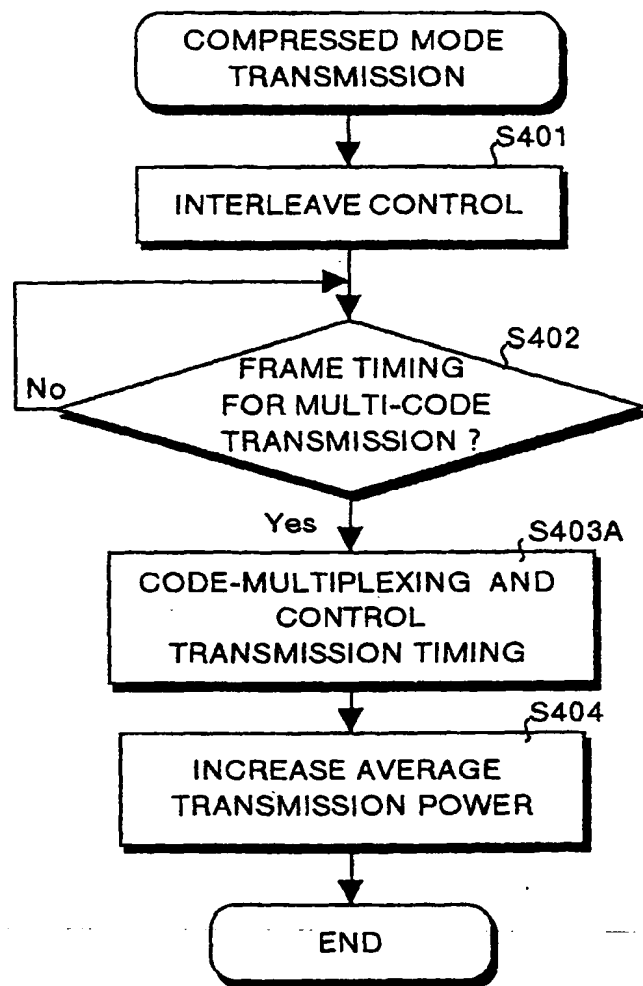 COMPRESSED MODE
TRANSMISSION
S401
INTERLEAVE CONTROL
S402
No
FRAME TIMING
FOR MULTI-CODE
TRANSMISSION ?
Yes
S403A
CODE-MULTIPLEXING AND
CONTROL
TRANSMISSION TIMING
S404
INCREASE AVERAGE
TRANSMISSION POWER
END